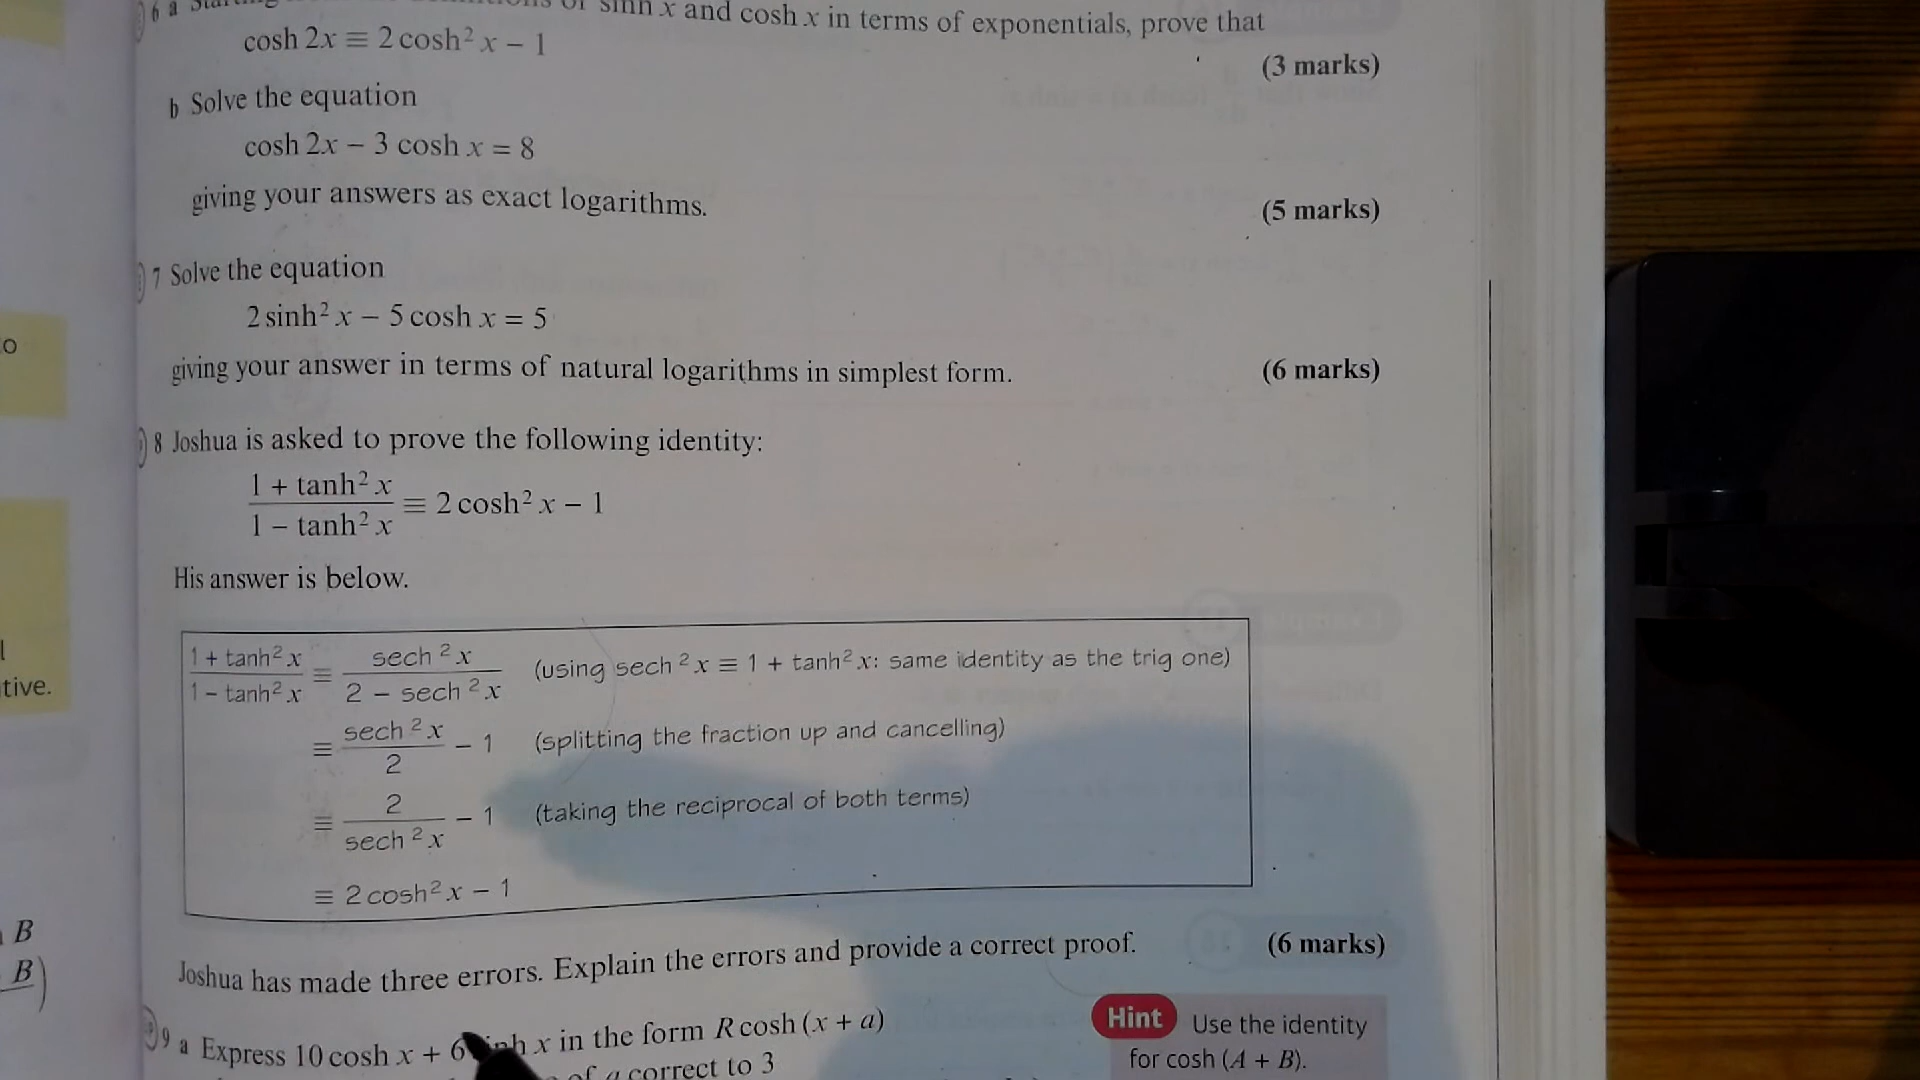 6 a
sinh x and cosh x in terms of exponentials, prove that
cosh 2x ≡ 2 cosh² x − 1
(3 marks)
b Solve the equation
cosh 2x − 3 cosh x = 8
giving your answers as exact logarithms.
(5 marks)
7 Solve the equation
2 sinh² x − 5 cosh x = 5
giving your answer in terms of natural logarithms in simplest form.
(6 marks)
8 Joshua is asked to prove the following identity:
(1 + tanh² x)/(1 − tanh² x) ≡ 2 cosh² x − 1
His answer is below.
(1 + tanh² x)/(1 − tanh² x) ≡ (sech² x)/(2 − sech² x) (using sech² x ≡ 1 + tanh² x: same identity as the trig one)
≡ (sech² x)/2 − 1 (splitting the fraction up and cancelling)
≡ 2/(sech² x) − 1 (taking the reciprocal of both terms)
≡ 2 cosh² x − 1
Joshua has made three errors. Explain the errors and provide a correct proof.
(6 marks)
9 a Express 10 cosh x + 6 x in the form R cosh (x + a)
of a correct to 3
Hint Use the identity
for cosh (A + B).
o
tive.
B
B)